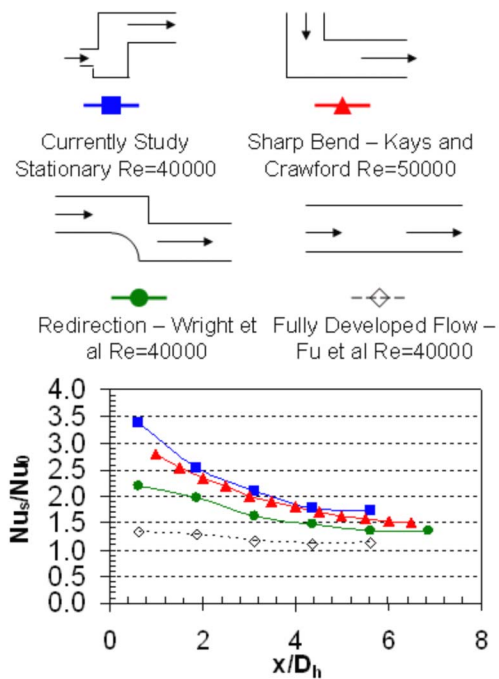 Currently Study
Stationary Re=40000
Sharp Bend – Kays and
Crawford Re=50000
Redirection – Wright et
al Re=40000
Fully Developed Flow –
Fu et al Re=40000
Nus/Nu0
4.0
3.5
3.0
2.5
2.0
1.5
1.0
0.5
0.0
0 2 4 6 8
x/Dh